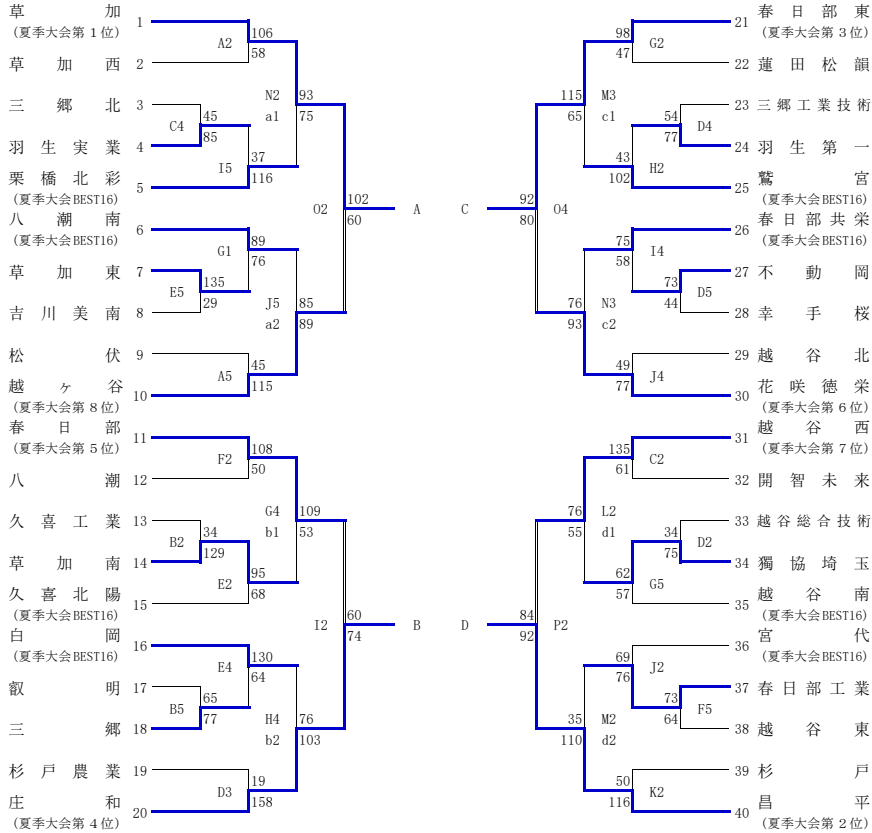 草加 1
(夏季大会第1位)
草加西 2
三郷北 3
羽生実業 4
栗橋北彩 5
(夏季大会BEST16)
八潮南 6
(夏季大会BEST16)
草加東 7
吉川美南 8
松伏 9
越ヶ谷 10
(夏季大会第8位)
春日部 11
(夏季大会第5位)
八潮 12
久喜工業 13
草加南 14
久喜北陽 15
(夏季大会BEST16)
白岡 16
(夏季大会BEST16)
叡明 17
三郷 18
杉戸農業 19
庄和 20
(夏季大会第4位)
A2 106
58
C4 45
85
I5 37
116
N2 93
a1 75
G1 89
76
E5 135
29
J5 85
a2 89
A5 45
115
O2 102
60
A
F2 108
50
B2 34
129
E2 95
68
G4 109
b1 53
E4 130
64
B5 65
77
H4 76
b2 103
D3 19
158
I2 60
74
B
21 春日部東
(夏季大会第3位)
22 蓮田松韻
23 三郷工業技術
24 羽生第一
25 鷲宮
(夏季大会BEST16)
26 春日部共栄
(夏季大会BEST16)
27 不動岡
28 幸手桜
29 越谷北
30 花咲徳栄
(夏季大会第6位)
31 越谷西
(夏季大会第7位)
32 開智未来
33 越谷総合技術
34 獨協埼玉
35 越谷南
(夏季大会BEST16)
36 宮代
(夏季大会BEST16)
37 春日部工業
38 越谷東
39 杉戸
40 昌平
(夏季大会第2位)
98 G2
47
54 D4
77
43 H2
102
115 M3
65 c1
75 I4
58
73 D5
44
76 N3
93 c2
49 J4
77
C 92 O4
80
135 C2
61
34 D2
75
62 G5
57
76 L2
55 d1
69 J2
76
73 F5
64
35 M2
110 d2
50 K2
116
D 84 P2
92